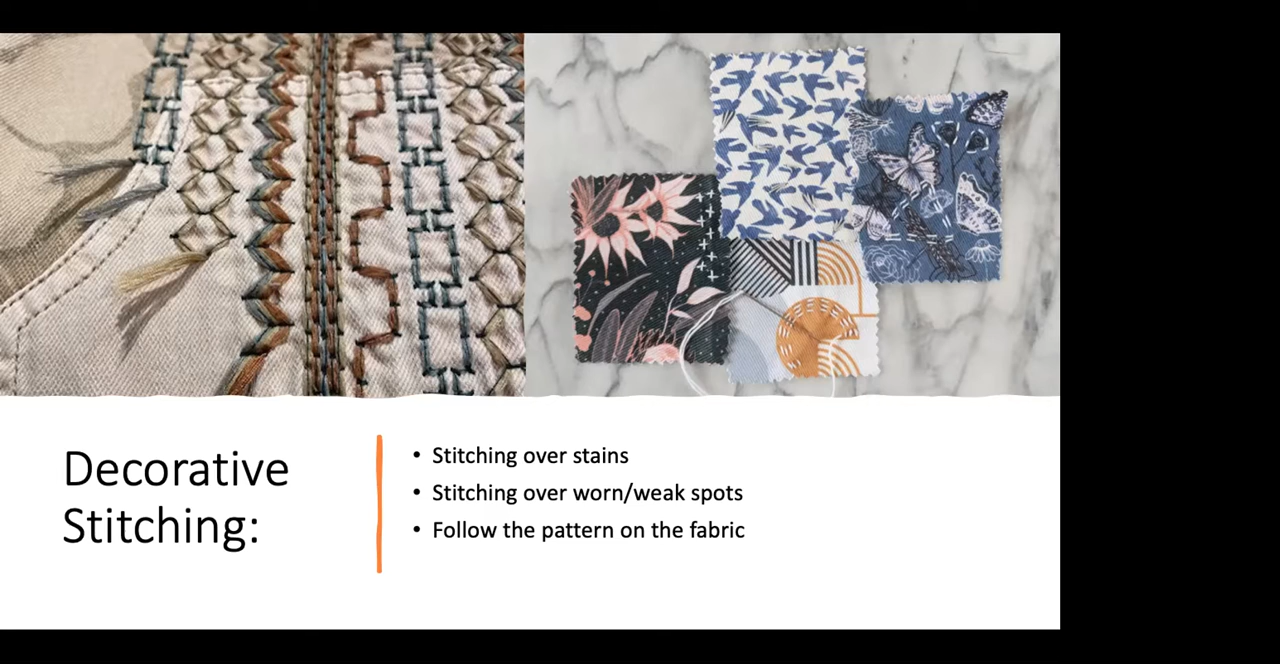 Decorative
Stitching:
• Stitching over stains
• Stitching over worn/weak spots
• Follow the pattern on the fabric